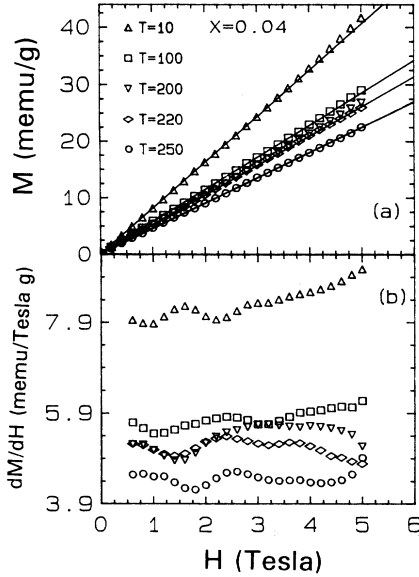 X=0.04
△ T=10
□ T=100
▽ T=200
◇ T=220
○ T=250
M (memu/g)
40
30
20
10
0
(a)
(b)
dM/dH (memu/Tesla g)
7.9
5.9
3.9
0 1 2 3 4 5 6
H (Tesla)